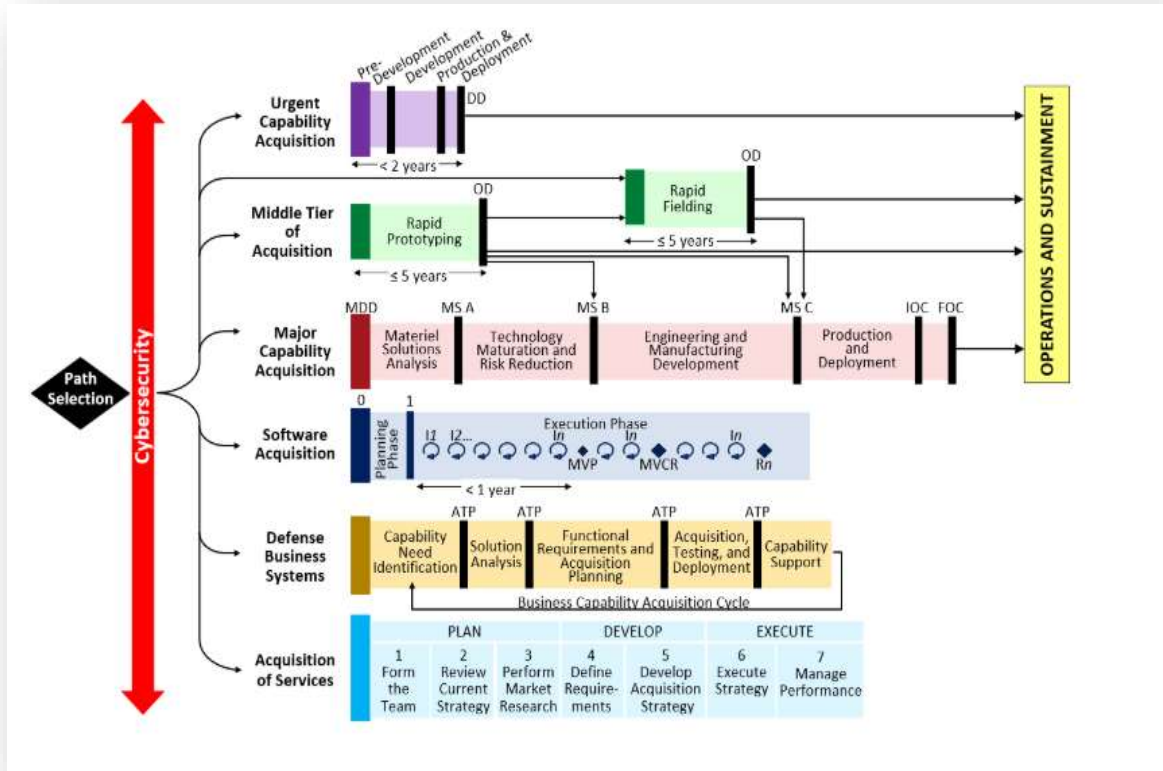 Pre-
Development
Development
Production &
Deployment
Urgent
Capability
Acquisition
DD
< 2 years
OD
Rapid
Fielding
≤ 5 years
Middle Tier
of
Acquisition
OD
Rapid
Prototyping
≤ 5 years
OPERATIONS AND SUSTAINMENT
Path
Selection
Cybersecurity
Major
Capability
Acquisition
MDD
MS A
MS B
MS C
IOC
FOC
Materiel
Solutions
Analysis
Technology
Maturation and
Risk Reduction
Engineering and
Manufacturing
Development
Production
and
Deployment
Software
Acquisition
0
1
Planning
Phase
Execution Phase
I1
I2...
In
In
In
MVP
MVCR
Rn
< 1 year
Defense
Business
Systems
ATP
ATP
ATP
ATP
Capability
Need
Identification
Solution
Analysis
Functional
Requirements and
Acquisition
Planning
Acquisition,
Testing, and
Deployment
Capability
Support
Business Capability Acquisition Cycle
Acquisition
of Services
PLAN
DEVELOP
EXECUTE
1
Form
the
Team
2
Review
Current
Strategy
3
Perform
Market
Research
4
Define
Require-
ments
5
Develop
Acquisition
Strategy
6
Execute
Strategy
7
Manage
Performance